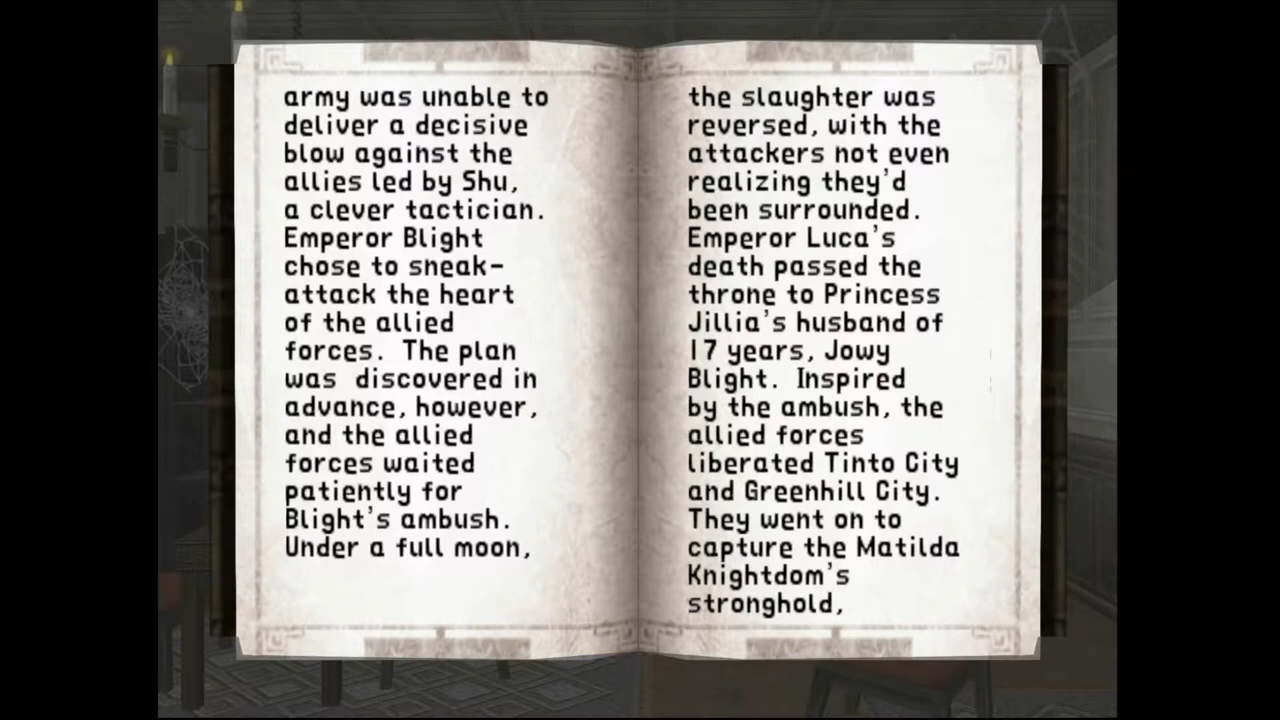 army was unable to
deliver a decisive
blow against the
allies led by Shu,
a clever tactician.
Emperor Blight
chose to sneak-
attack the heart
of the allied
forces.  The plan
was  discovered in
advance, however,
and the allied
forces waited
patiently for
Blight's ambush.
Under a full moon,
the slaughter was
reversed, with the
attackers not even
realizing they'd
been surrounded.
Emperor Luca's
death passed the
throne to Princess
Jillia's husband of
17 years, Jowy
Blight.  Inspired
by the ambush, the
allied forces
liberated Tinto City
and Greenhill City.
They went on to
capture the Matilda
Knightdom's
stronghold,